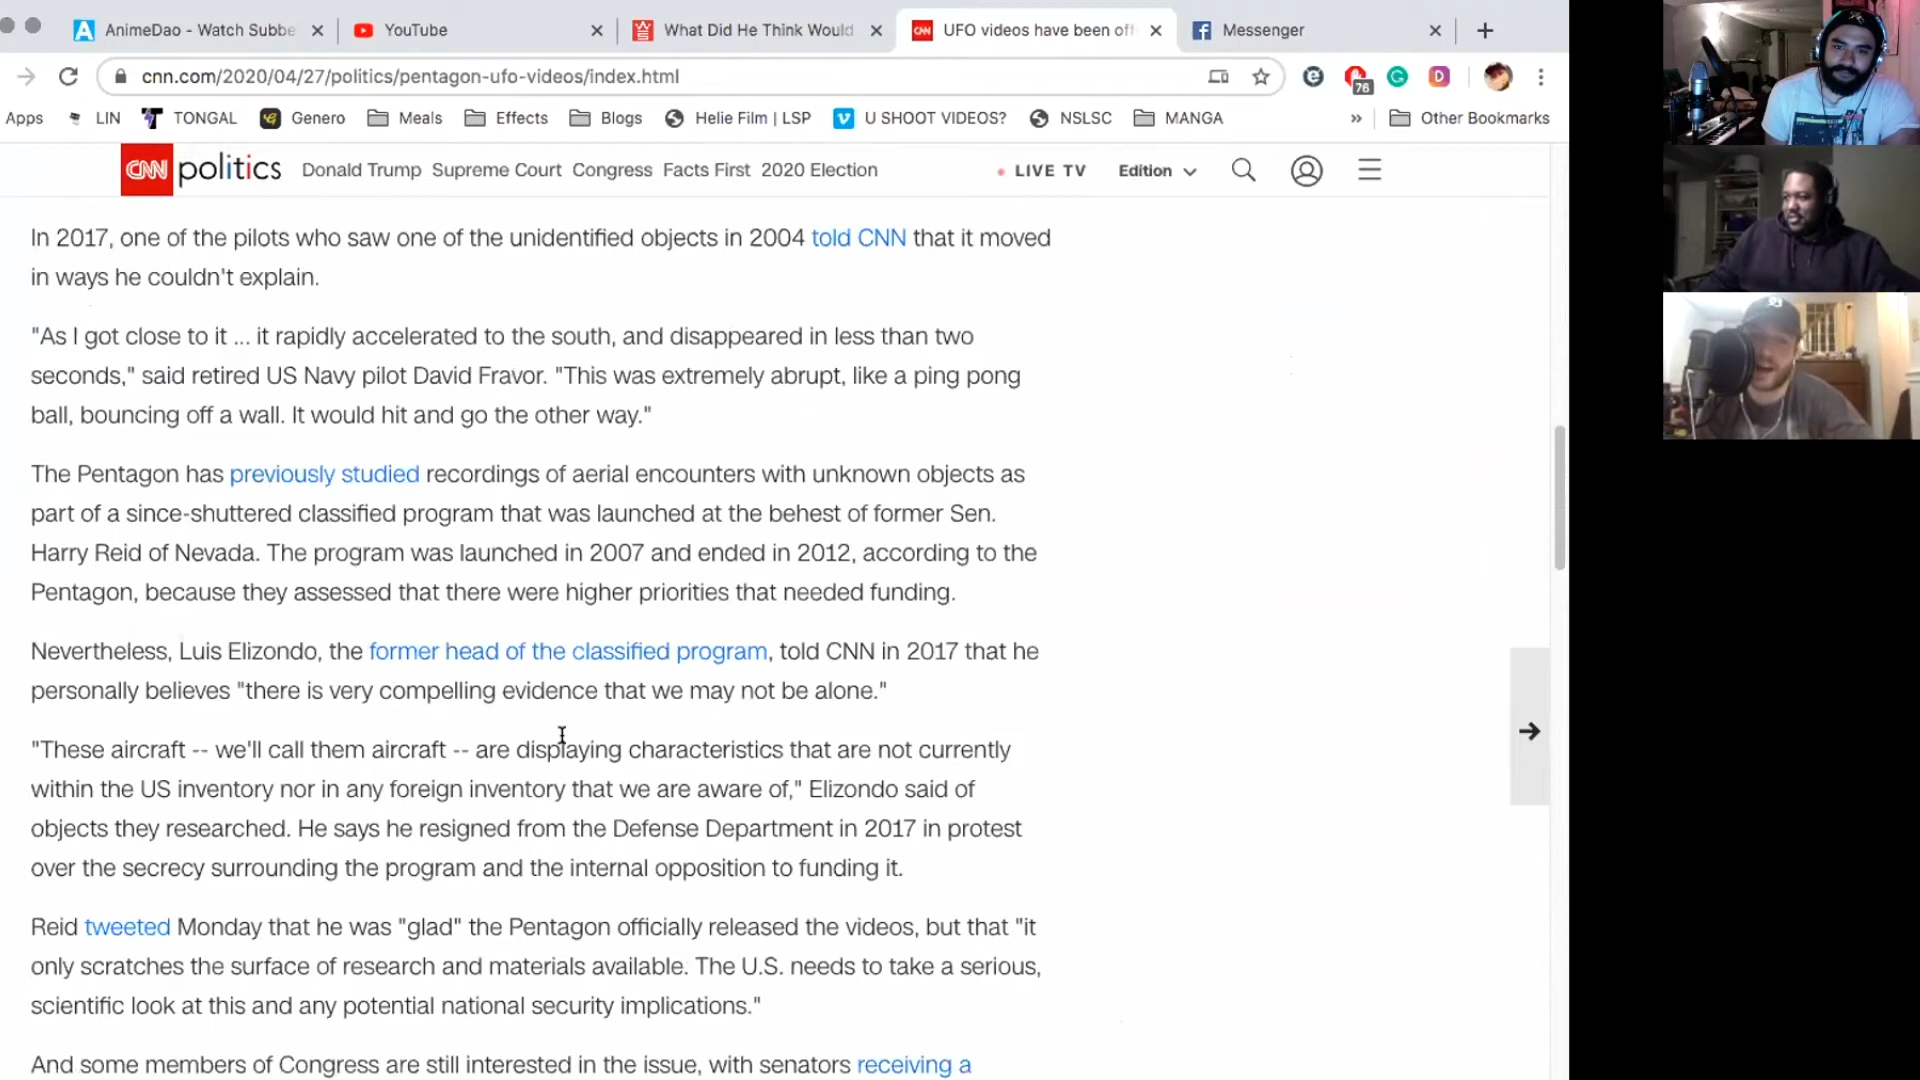 AnimeDao - Watch Subbe
YouTube
What Did He Think Would
UFO videos have been off
Messenger
cnn.com/2020/04/27/politics/pentagon-ufo-videos/index.html
76
Apps
LIN
TONGAL
Genero
Meals
Effects
Blogs
Helie Film | LSP
U SHOOT VIDEOS?
NSLSC
MANGA
»
Other Bookmarks
CNN politics
Donald Trump Supreme Court Congress Facts First 2020 Election
LIVE TV
Edition
In 2017, one of the pilots who saw one of the unidentified objects in 2004 told CNN that it moved
in ways he couldn't explain.
"As I got close to it ... it rapidly accelerated to the south, and disappeared in less than two
seconds," said retired US Navy pilot David Fravor. "This was extremely abrupt, like a ping pong
ball, bouncing off a wall. It would hit and go the other way."
The Pentagon has previously studied recordings of aerial encounters with unknown objects as
part of a since-shuttered classified program that was launched at the behest of former Sen.
Harry Reid of Nevada. The program was launched in 2007 and ended in 2012, according to the
Pentagon, because they assessed that there were higher priorities that needed funding.
Nevertheless, Luis Elizondo, the former head of the classified program, told CNN in 2017 that he
personally believes "there is very compelling evidence that we may not be alone."
"These aircraft -- we'll call them aircraft -- are displaying characteristics that are not currently
within the US inventory nor in any foreign inventory that we are aware of," Elizondo said of
objects they researched. He says he resigned from the Defense Department in 2017 in protest
over the secrecy surrounding the program and the internal opposition to funding it.
Reid tweeted Monday that he was "glad" the Pentagon officially released the videos, but that "it
only scratches the surface of research and materials available. The U.S. needs to take a serious,
scientific look at this and any potential national security implications."
And some members of Congress are still interested in the issue, with senators receiving a